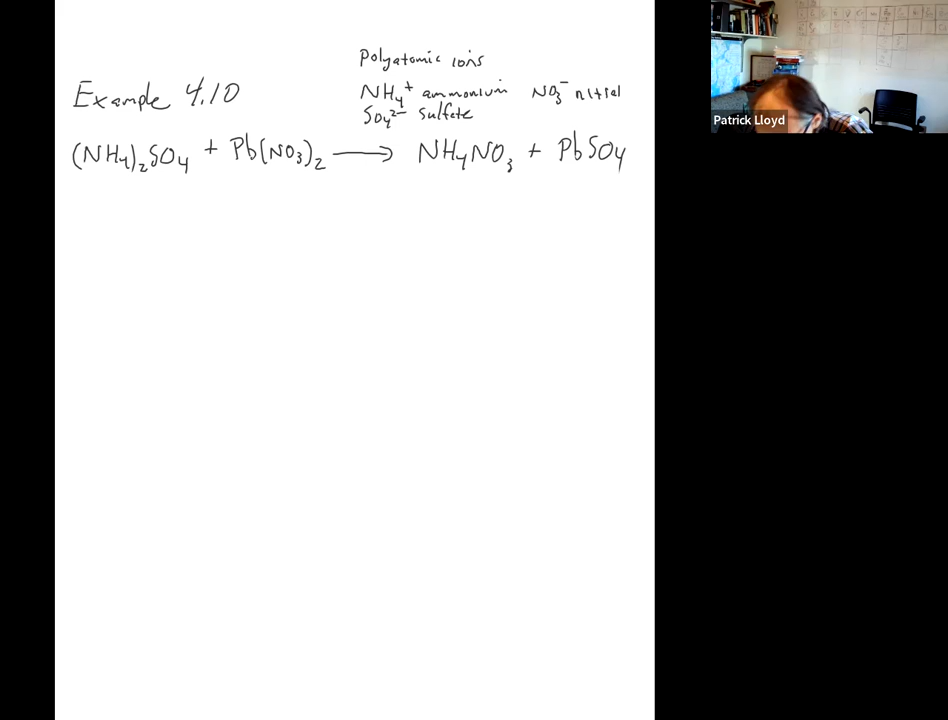 Polyatomic ions
Example 4.10
NH₄⁺ ammonium NO₃⁻
SO₄²⁻ sulfate
(NH₄)₂SO₄ + Pb(NO₃)₂ ⟶ NH₄NO₃ + PbSO₄
Patrick Lloyd